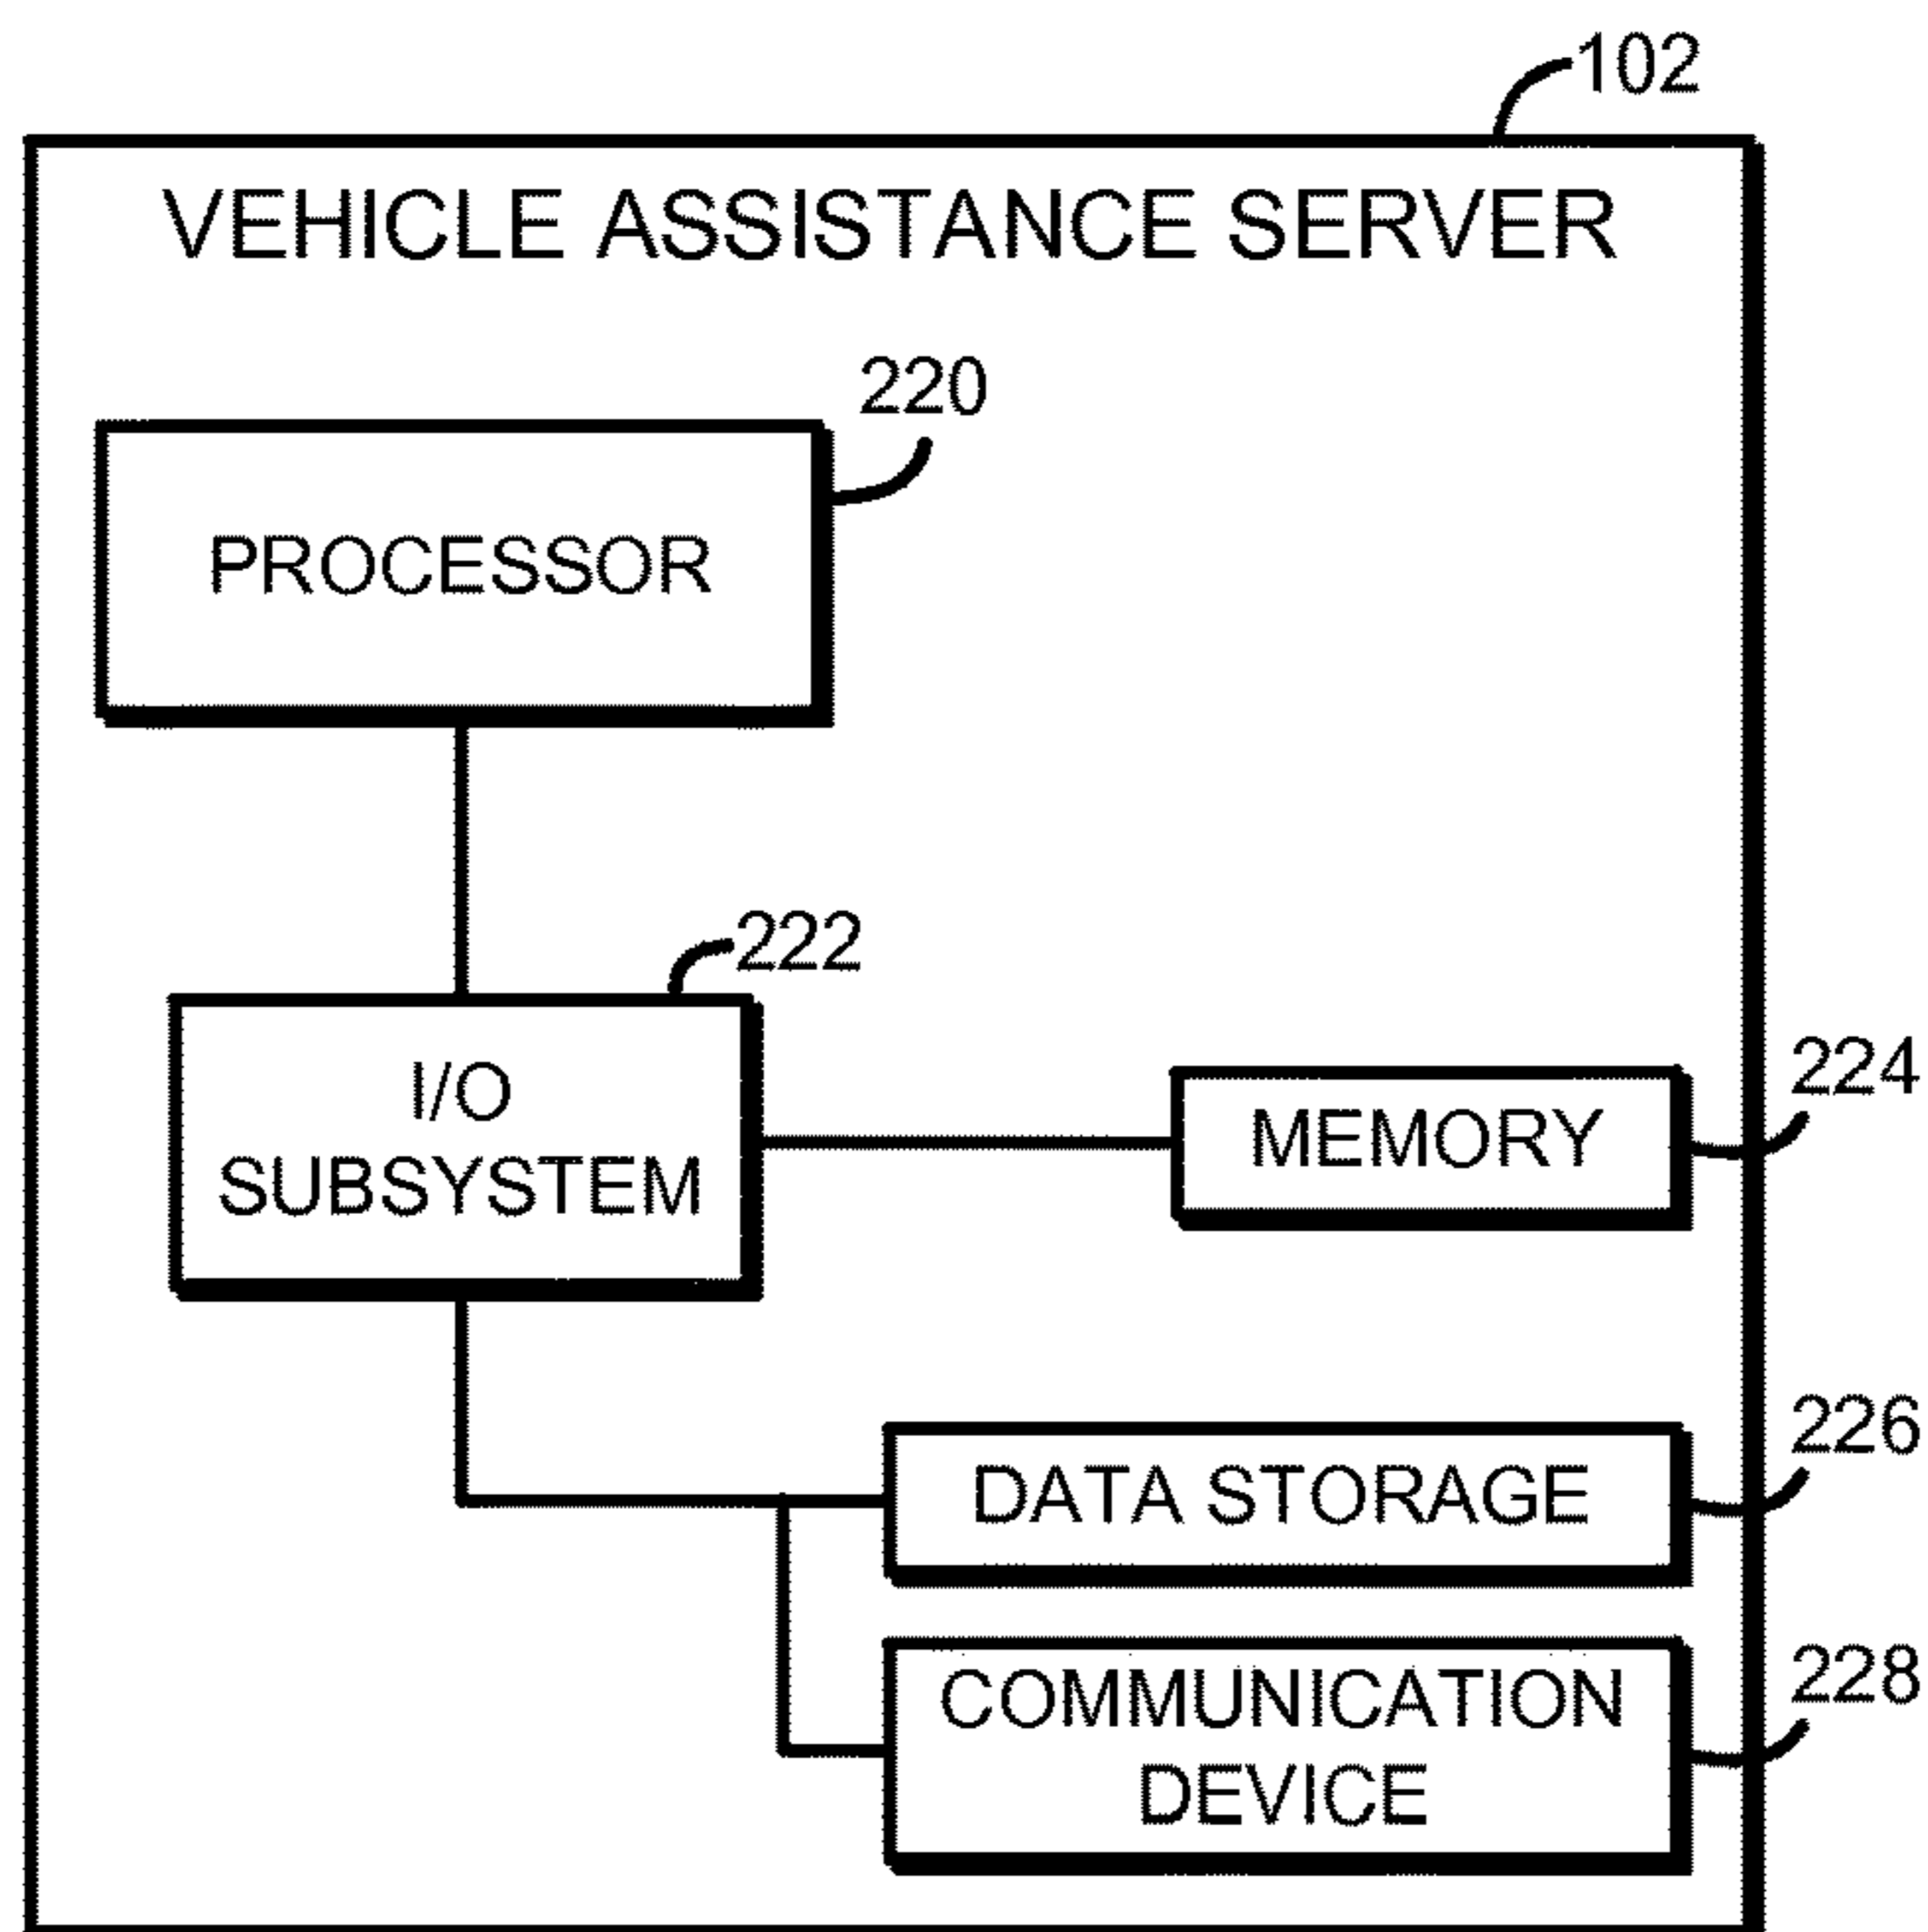 102
VEHICLE ASSISTANCE SERVER
220
PROCESSOR
222
I/O
SUBSYSTEM
224
MEMORY
226
DATA STORAGE
228
COMMUNICATION
DEVICE